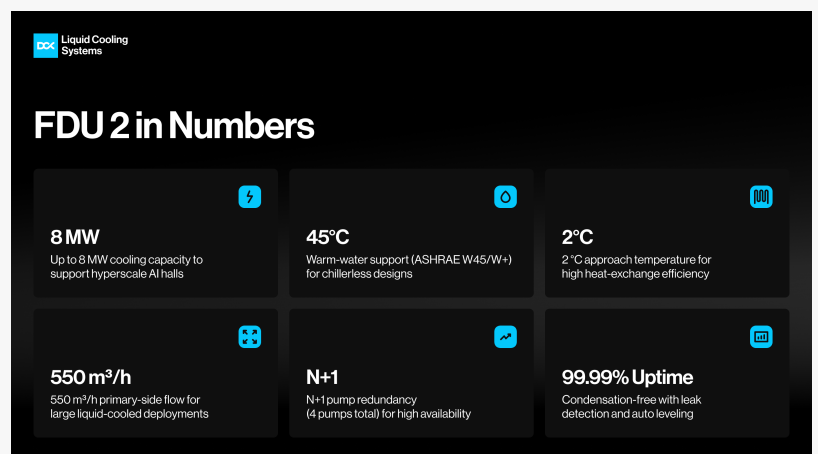 DCX
Liquid Cooling
Systems
FDU 2 in Numbers
8 MW
Up to 8 MW cooling capacity to
support hyperscale AI halls
45°C
Warm-water support (ASHRAE W45/W+)
for chillerless designs
2°C
2 °C approach temperature for
high heat-exchange efficiency
550 m³/h
550 m³/h primary-side flow for
large liquid-cooled deployments
N+1
N+1 pump redundancy
(4 pumps total) for high availability
99.99% Uptime
Condensation-free with leak
detection and auto leveling